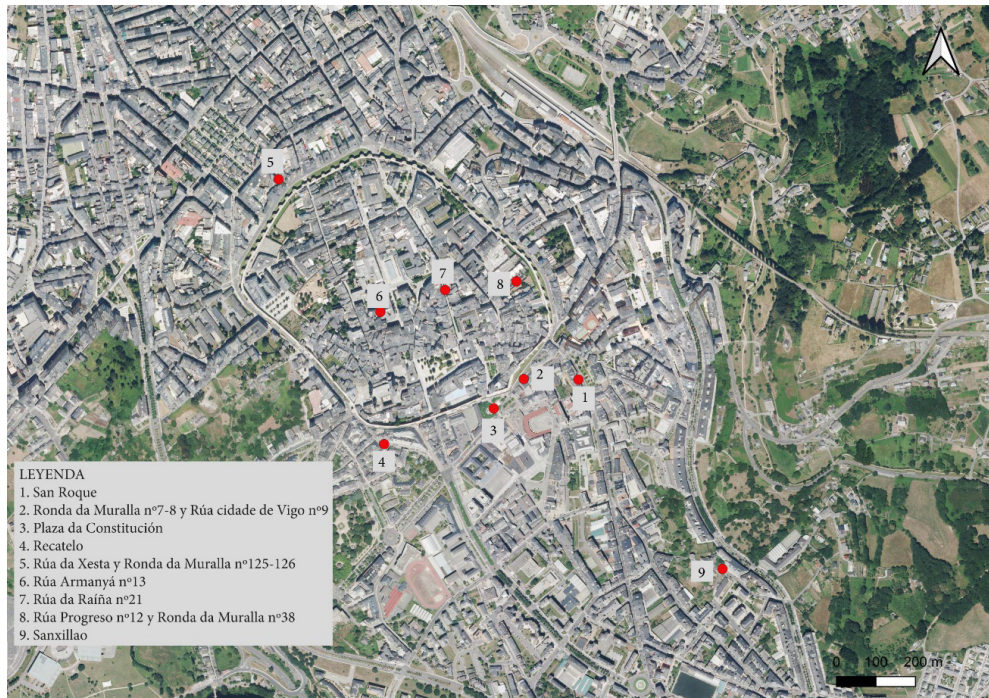 5
7
8
6
2
1
3
4
LEYENDA
1. San Roque
2. Ronda da Muralla nº7-8 y Rúa cidade de Vigo nº9
3. Plaza da Constitución
4. Recatelo
5. Rúa da Xesta y Ronda da Muralla nº125-126
6. Rúa Armanyá nº13
7. Rúa da Raíña nº21
8. Rúa Progreso nº12 y Ronda da Muralla nº38
9. Sanxillao
9
0 100 200 m